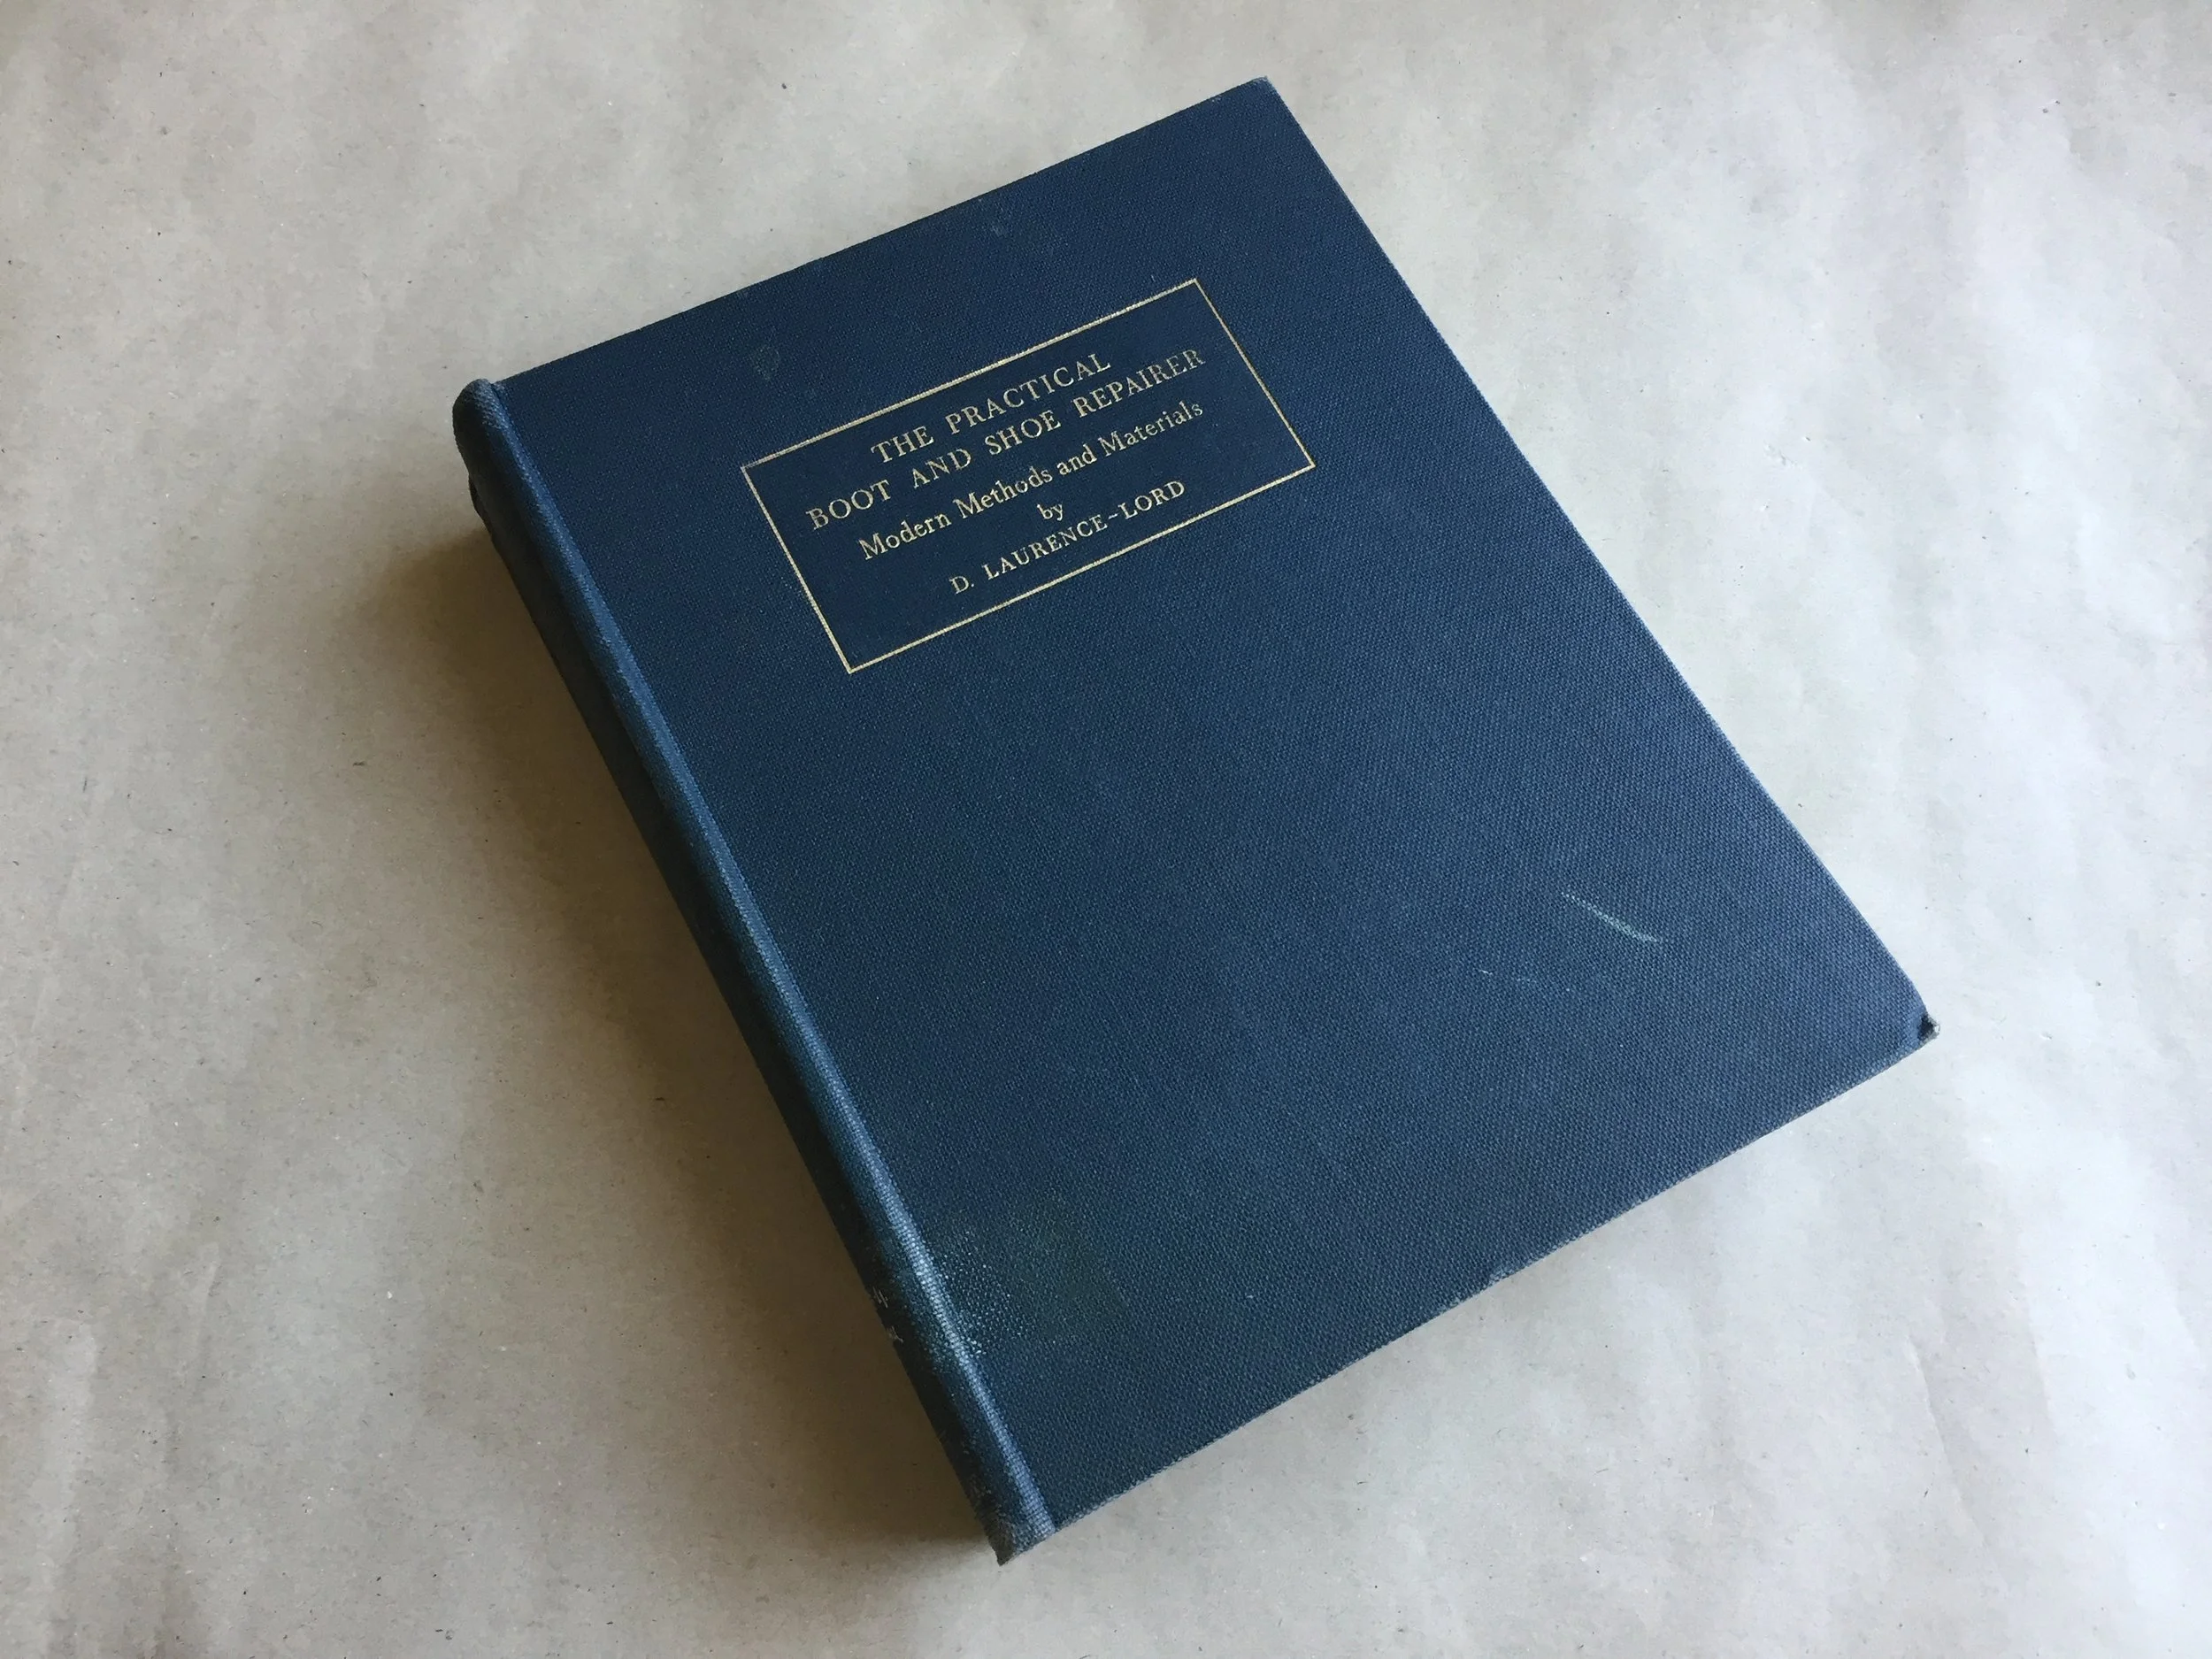 THE PRACTICAL
BOOT AND SHOE REPAIRER
Modern Methods and Materials
by
D. LAURENCE-LORD